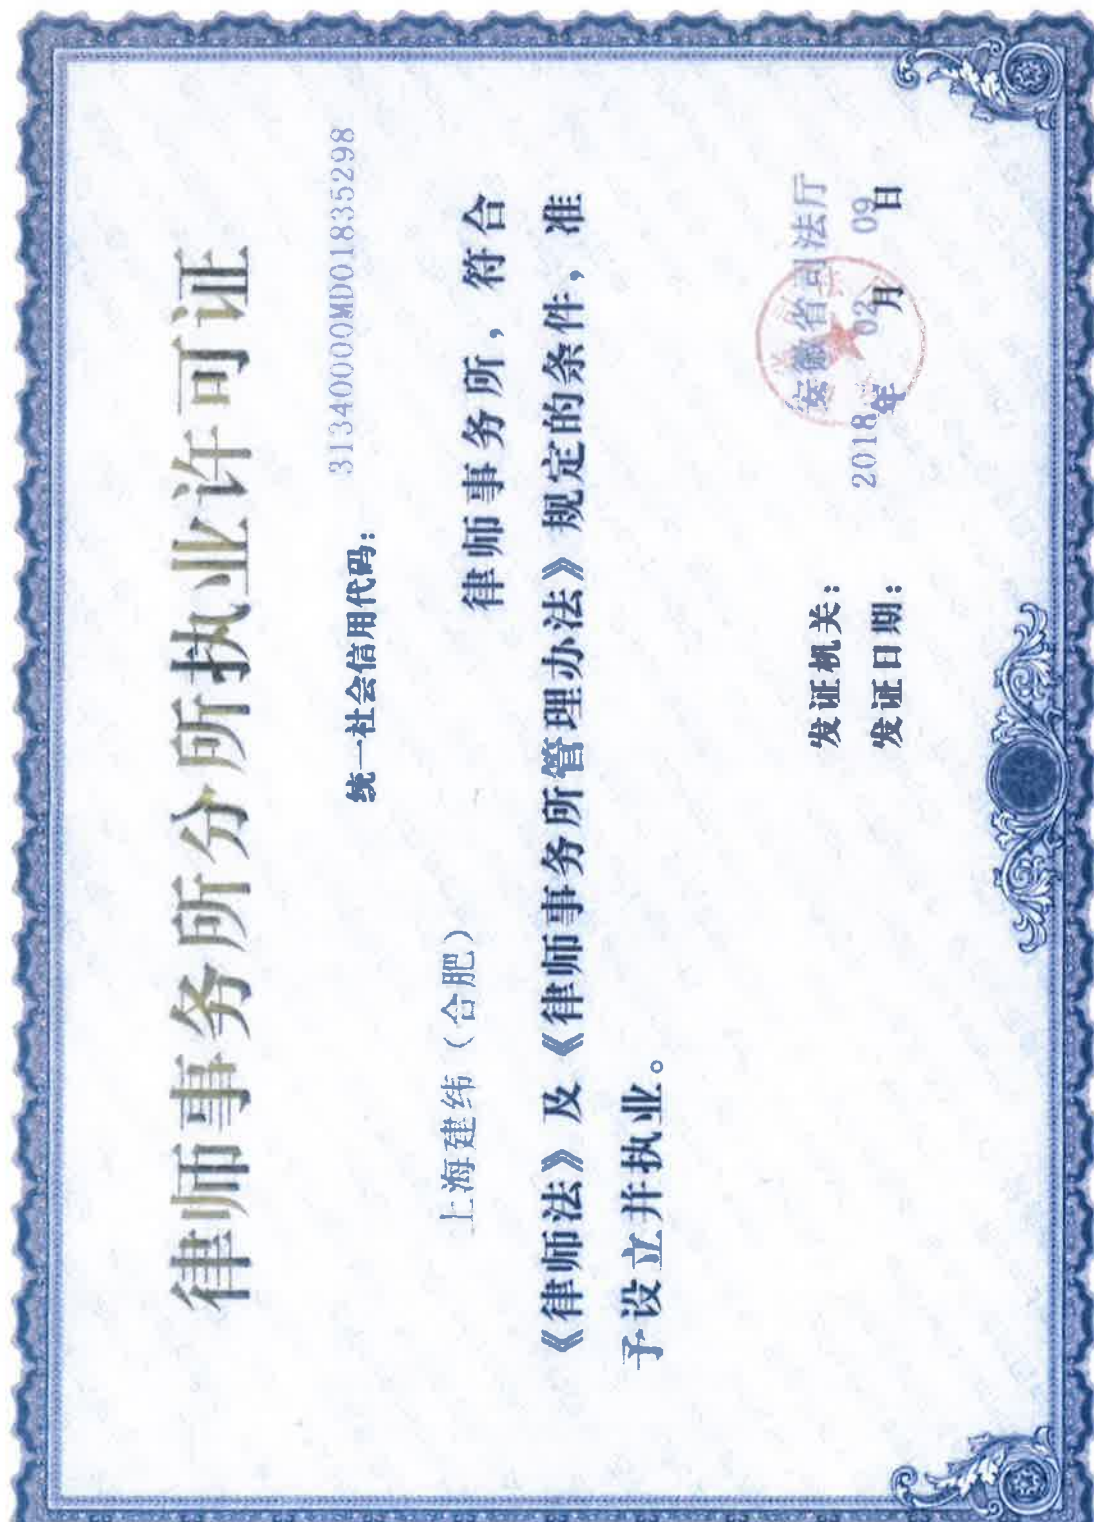 律师事务所分所执业许可证
统一社会信用代码: 31340000MD01835298
上海建纬（合肥） 律师事务所，符合
《律师法》及《律师事务所管理办法》规定的条件，准
予设立并执业。
发证机关: 安徽省司法厅
发证日期: 2018年02月09日